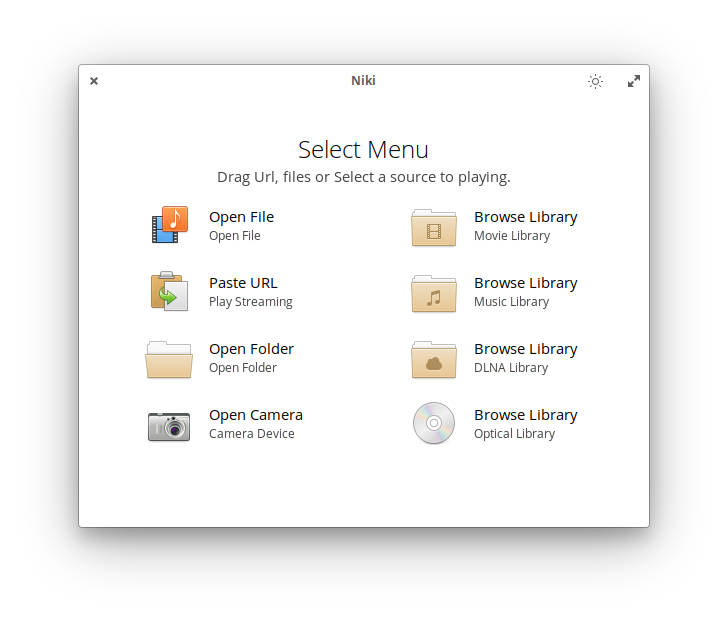 Niki
Select Menu
Drag Url, files or Select a source to playing.
Open File
Open File
Browse Library
Movie Library
Paste URL
Play Streaming
Browse Library
Music Library
Open Folder
Open Folder
Browse Library
DLNA Library
Open Camera
Camera Device
Browse Library
Optical Library